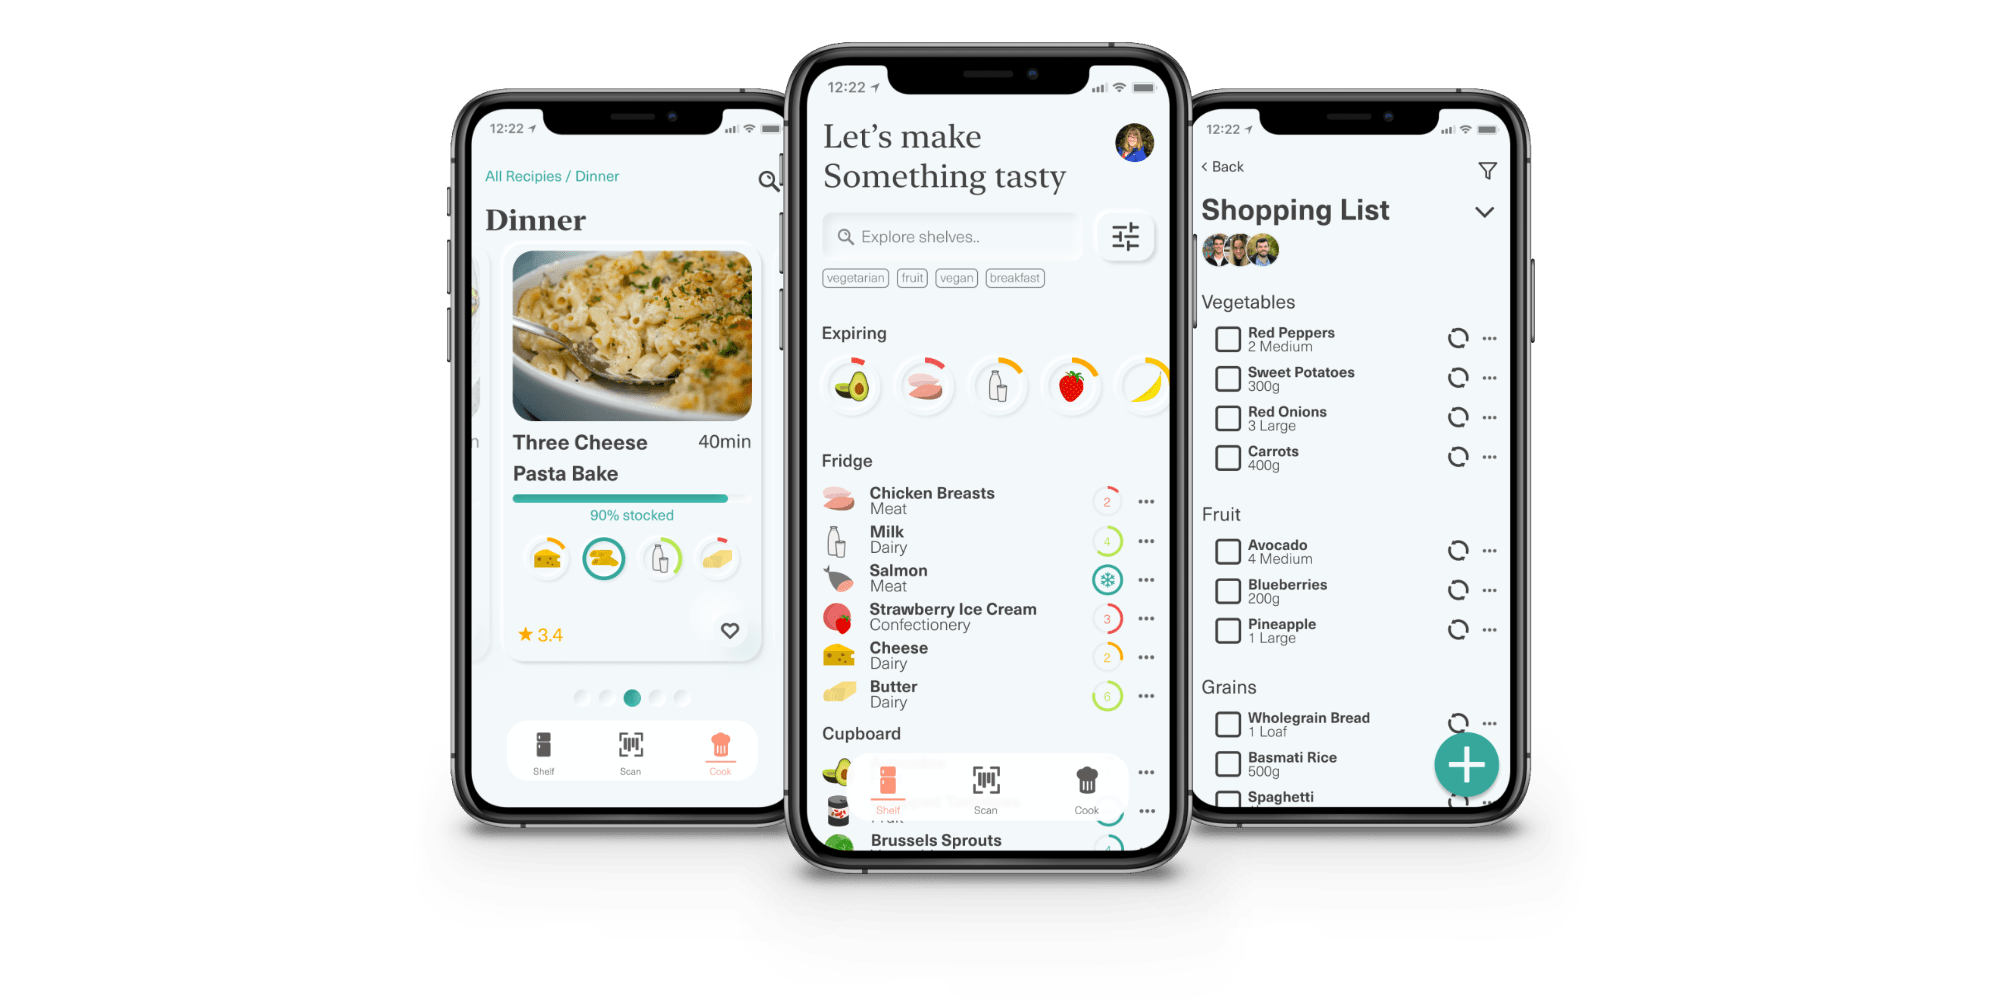 12:22
All Recipies / Dinner
Dinner
Three Cheese
Pasta Bake
40min
90% stocked
3.4
Shelf
Scan
Cook
12:22
Let's make
Something tasty
Explore shelves..
vegetarian
fruit
vegan
breakfast
Expiring
Fridge
Chicken Breasts
Meat
2
Milk
Dairy
4
Salmon
Meat
Strawberry Ice Cream
Confectionery
3
Cheese
Dairy
2
Butter
Dairy
6
Cupboard
Shelf
Scan
Cook
Brussels Sprouts
12:22
Back
Shopping List
Vegetables
Red Peppers
2 Medium
Sweet Potatoes
300g
Red Onions
3 Large
Carrots
400g
Fruit
Avocado
4 Medium
Blueberries
200g
Pineapple
1 Large
Grains
Wholegrain Bread
1 Loaf
Basmati Rice
500g
Spaghetti